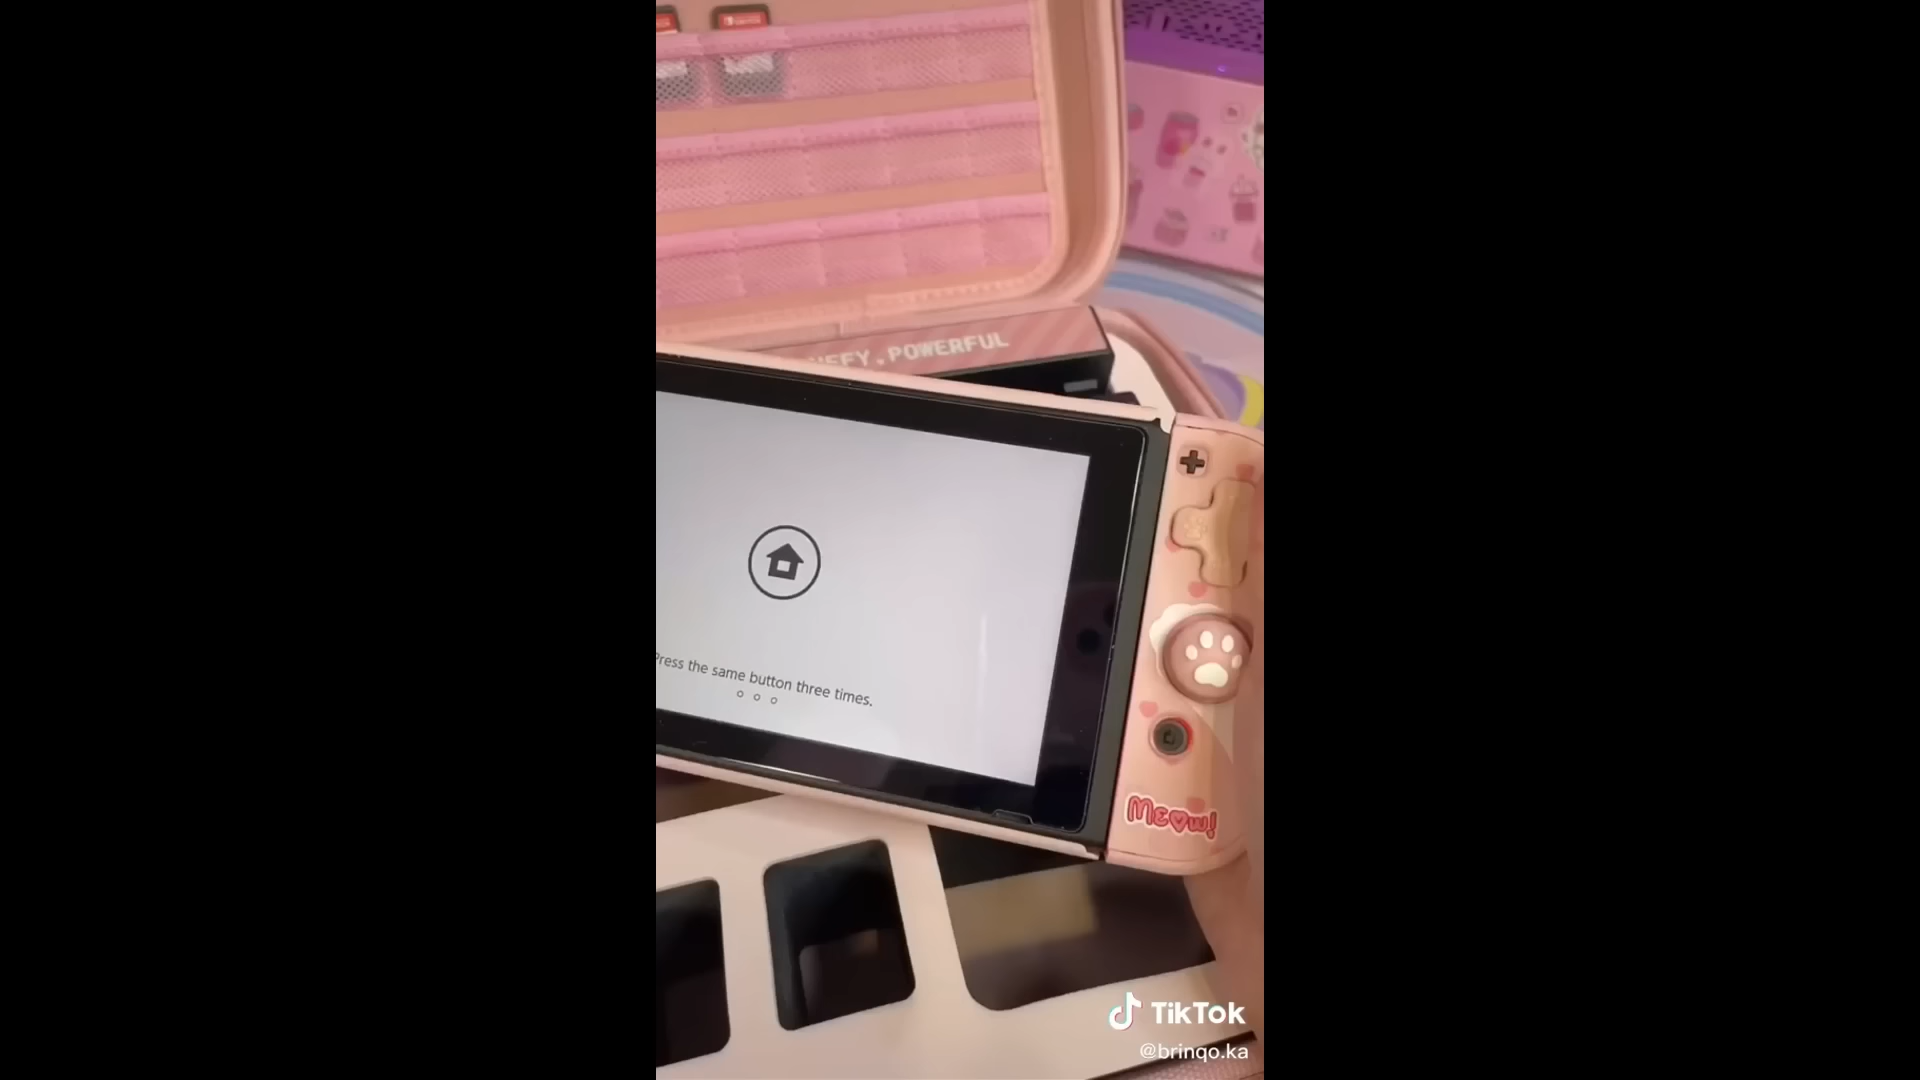 .POWERFUL
Press the same button three times.
Meow!
TikTok
@brinqo.ka